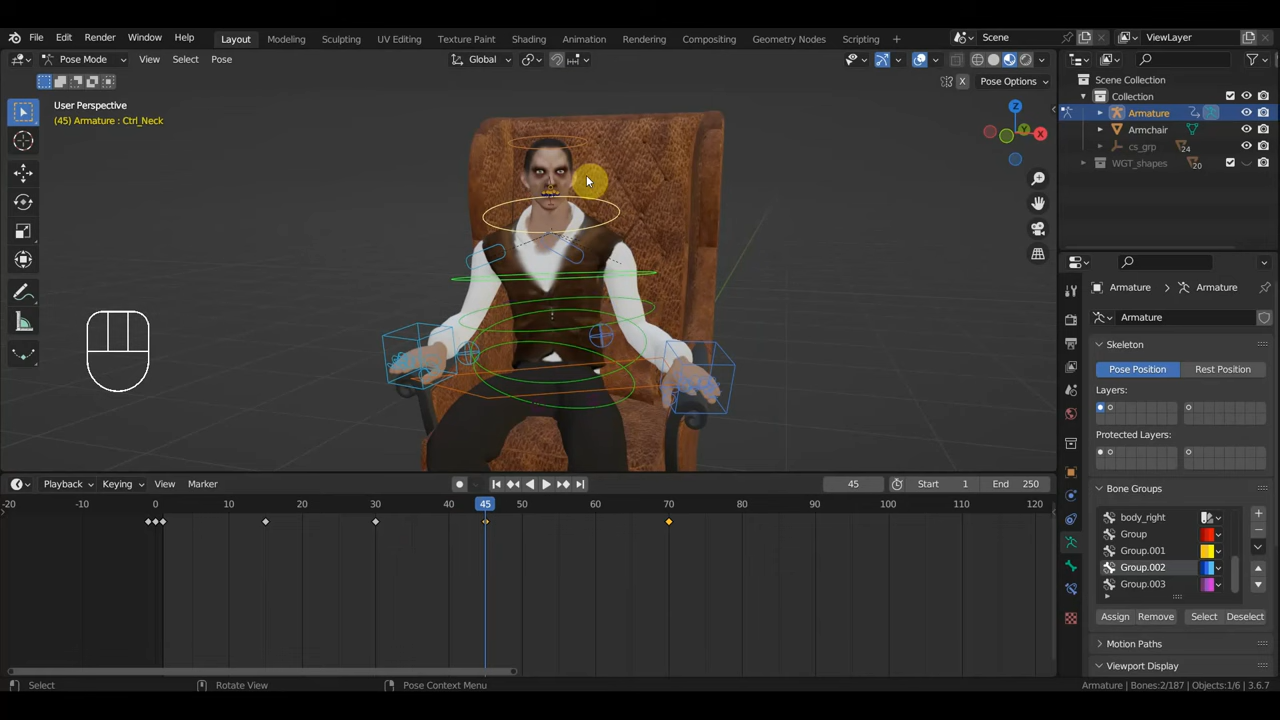 File Edit Render Window Help Layout Modeling Sculpting UV Editing Texture Paint Shading Animation Rendering Compositing Geometry Nodes Scripting + Scene ViewLayer
Pose Mode View Select Pose Global
X Pose Options
User Perspective
(45) Armature : Ctrl_Neck
Z
Y
X
Scene Collection
Collection
Armature
Armchair
cs_grp 24
WGT_shapes 20
Armature Armature
Armature
Skeleton
Pose Position Rest Position
Layers:
Protected Layers:
Bone Groups
body_right
Group
Group.001
Group.002
Group.003
Assign Remove Select Deselect
Motion Paths
Viewport Display
Playback Keying View Marker 45 Start 1 End 250
-20 -10 0 10 20 30 40 45 50 60 70 80 90 100 110 120
Select Rotate View Pose Context Menu Armature | Bones:2/187 | Objects:1/6 | 3.6.7